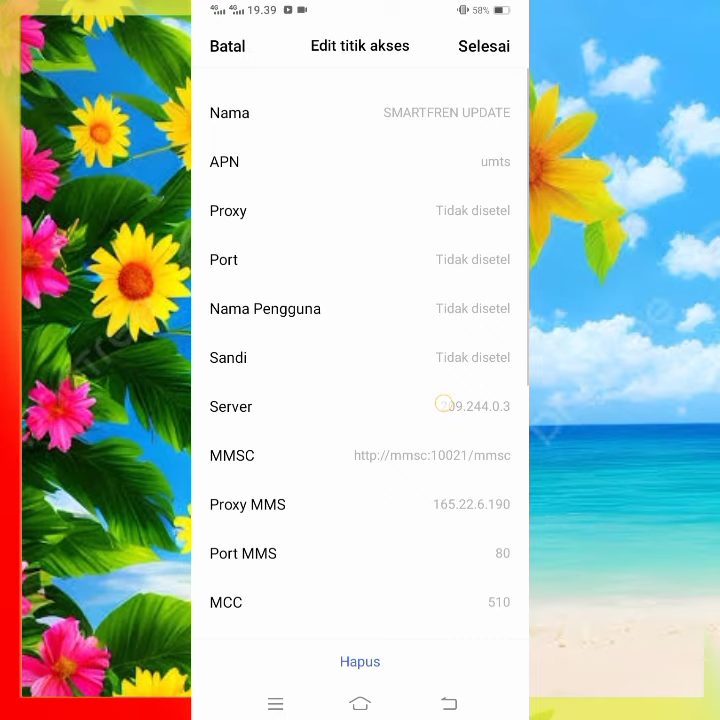 4G 4G 19.39 58%
Batal Edit titik akses Selesai
Nama SMARTFREN UPDATE
APN umts
Proxy Tidak disetel
Port Tidak disetel
Nama Pengguna Tidak disetel
Sandi Tidak disetel
Server 209.244.0.3
MMSC http://mmsc:10021/mmsc
Proxy MMS 165.22.6.190
Port MMS 80
MCC 510
Hapus